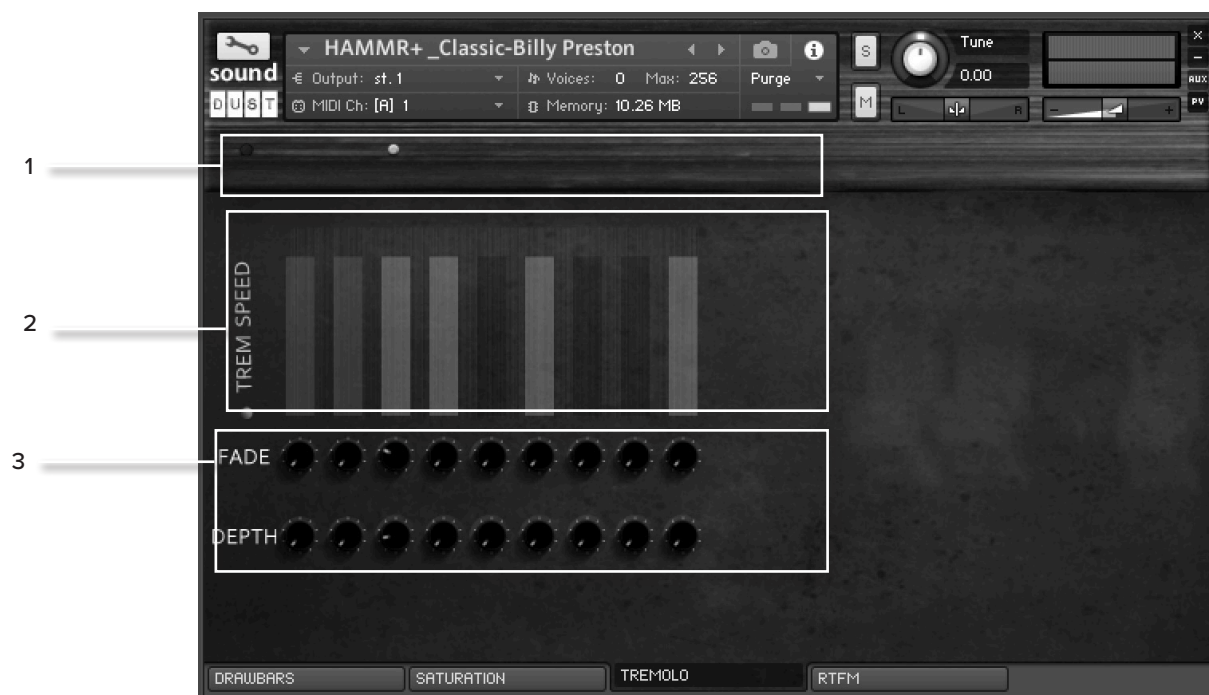 HAMMR+ _Classic-Billy Preston
sound
DUST
Output: st.1
Voices: 0 Max: 256
Purge
MIDI Ch: [A] 1
Memory: 10.26 MB
S
M
Tune
0.00
L
R
-
+
×
-
AUX
PV
1
2
TREM SPEED
3
FADE
DEPTH
DRAWBARS
SATURATION
TREMOLO
RTFM